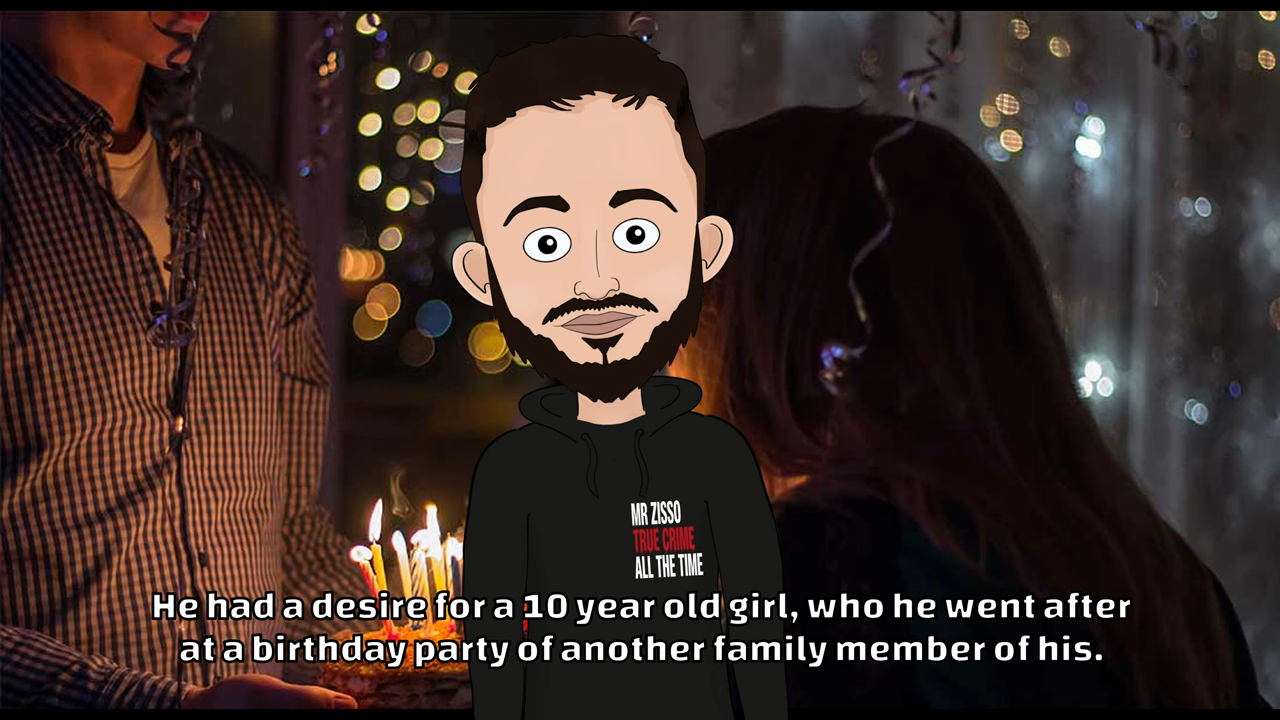 MR ZISSO
TRUE CRIME
ALL THE TIME
He had a desire for a 10 year old girl, who he went after
at a birthday party of another family member of his.